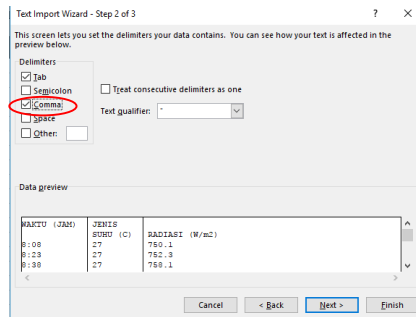 Text Import Wizard - Step 2 of 3 ? ×
This screen lets you set the delimiters your data contains. You can see how your text is affected in the
preview below.
Delimiters
Tab
Semicolon
Comma
Space
Other:
Treat consecutive delimiters as one
Text qualifier: "
Data preview
WAKTU (JAM) JENIS
SUHU (C) RADIASI (W/m2)
8:08 27 750.1
8:23 27 752.3
8:38 27 758.1
Cancel < Back Next > Finish